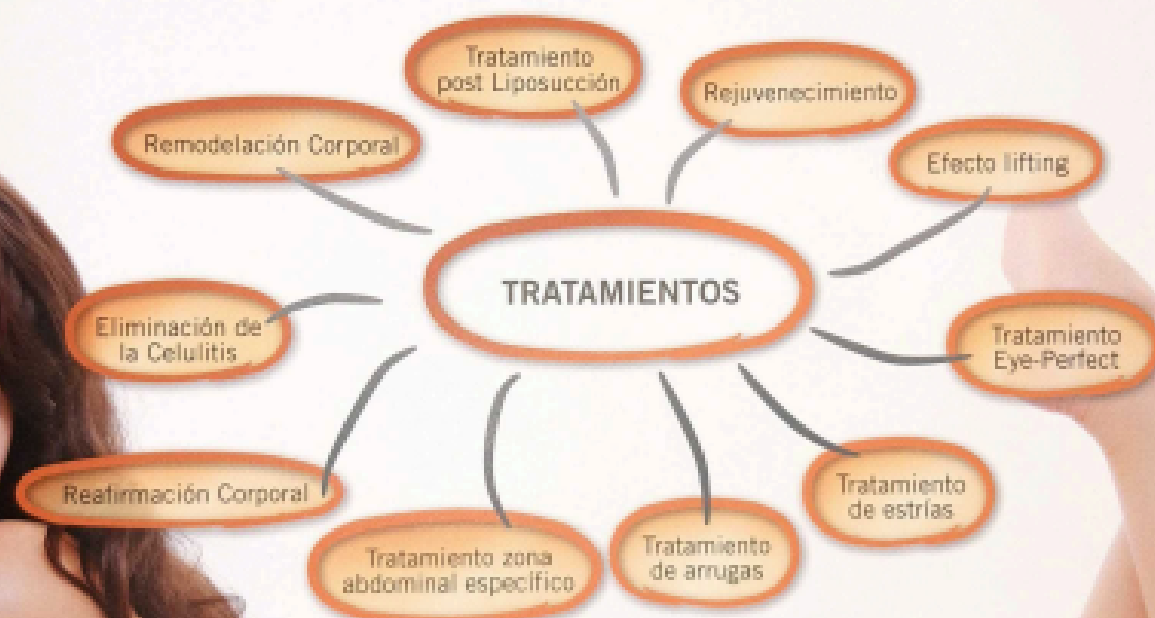 Tratamiento
post Liposucción
Rejuvenecimiento
Remodelación Corporal
Efecto lifting
TRATAMIENTOS
Eliminación de
la Celulitis
Tratamiento
Eye-Perfect
Reafirmación Corporal
Tratamiento
de estrías
Tratamiento zona
abdominal específico
Tratamiento
de arrugas